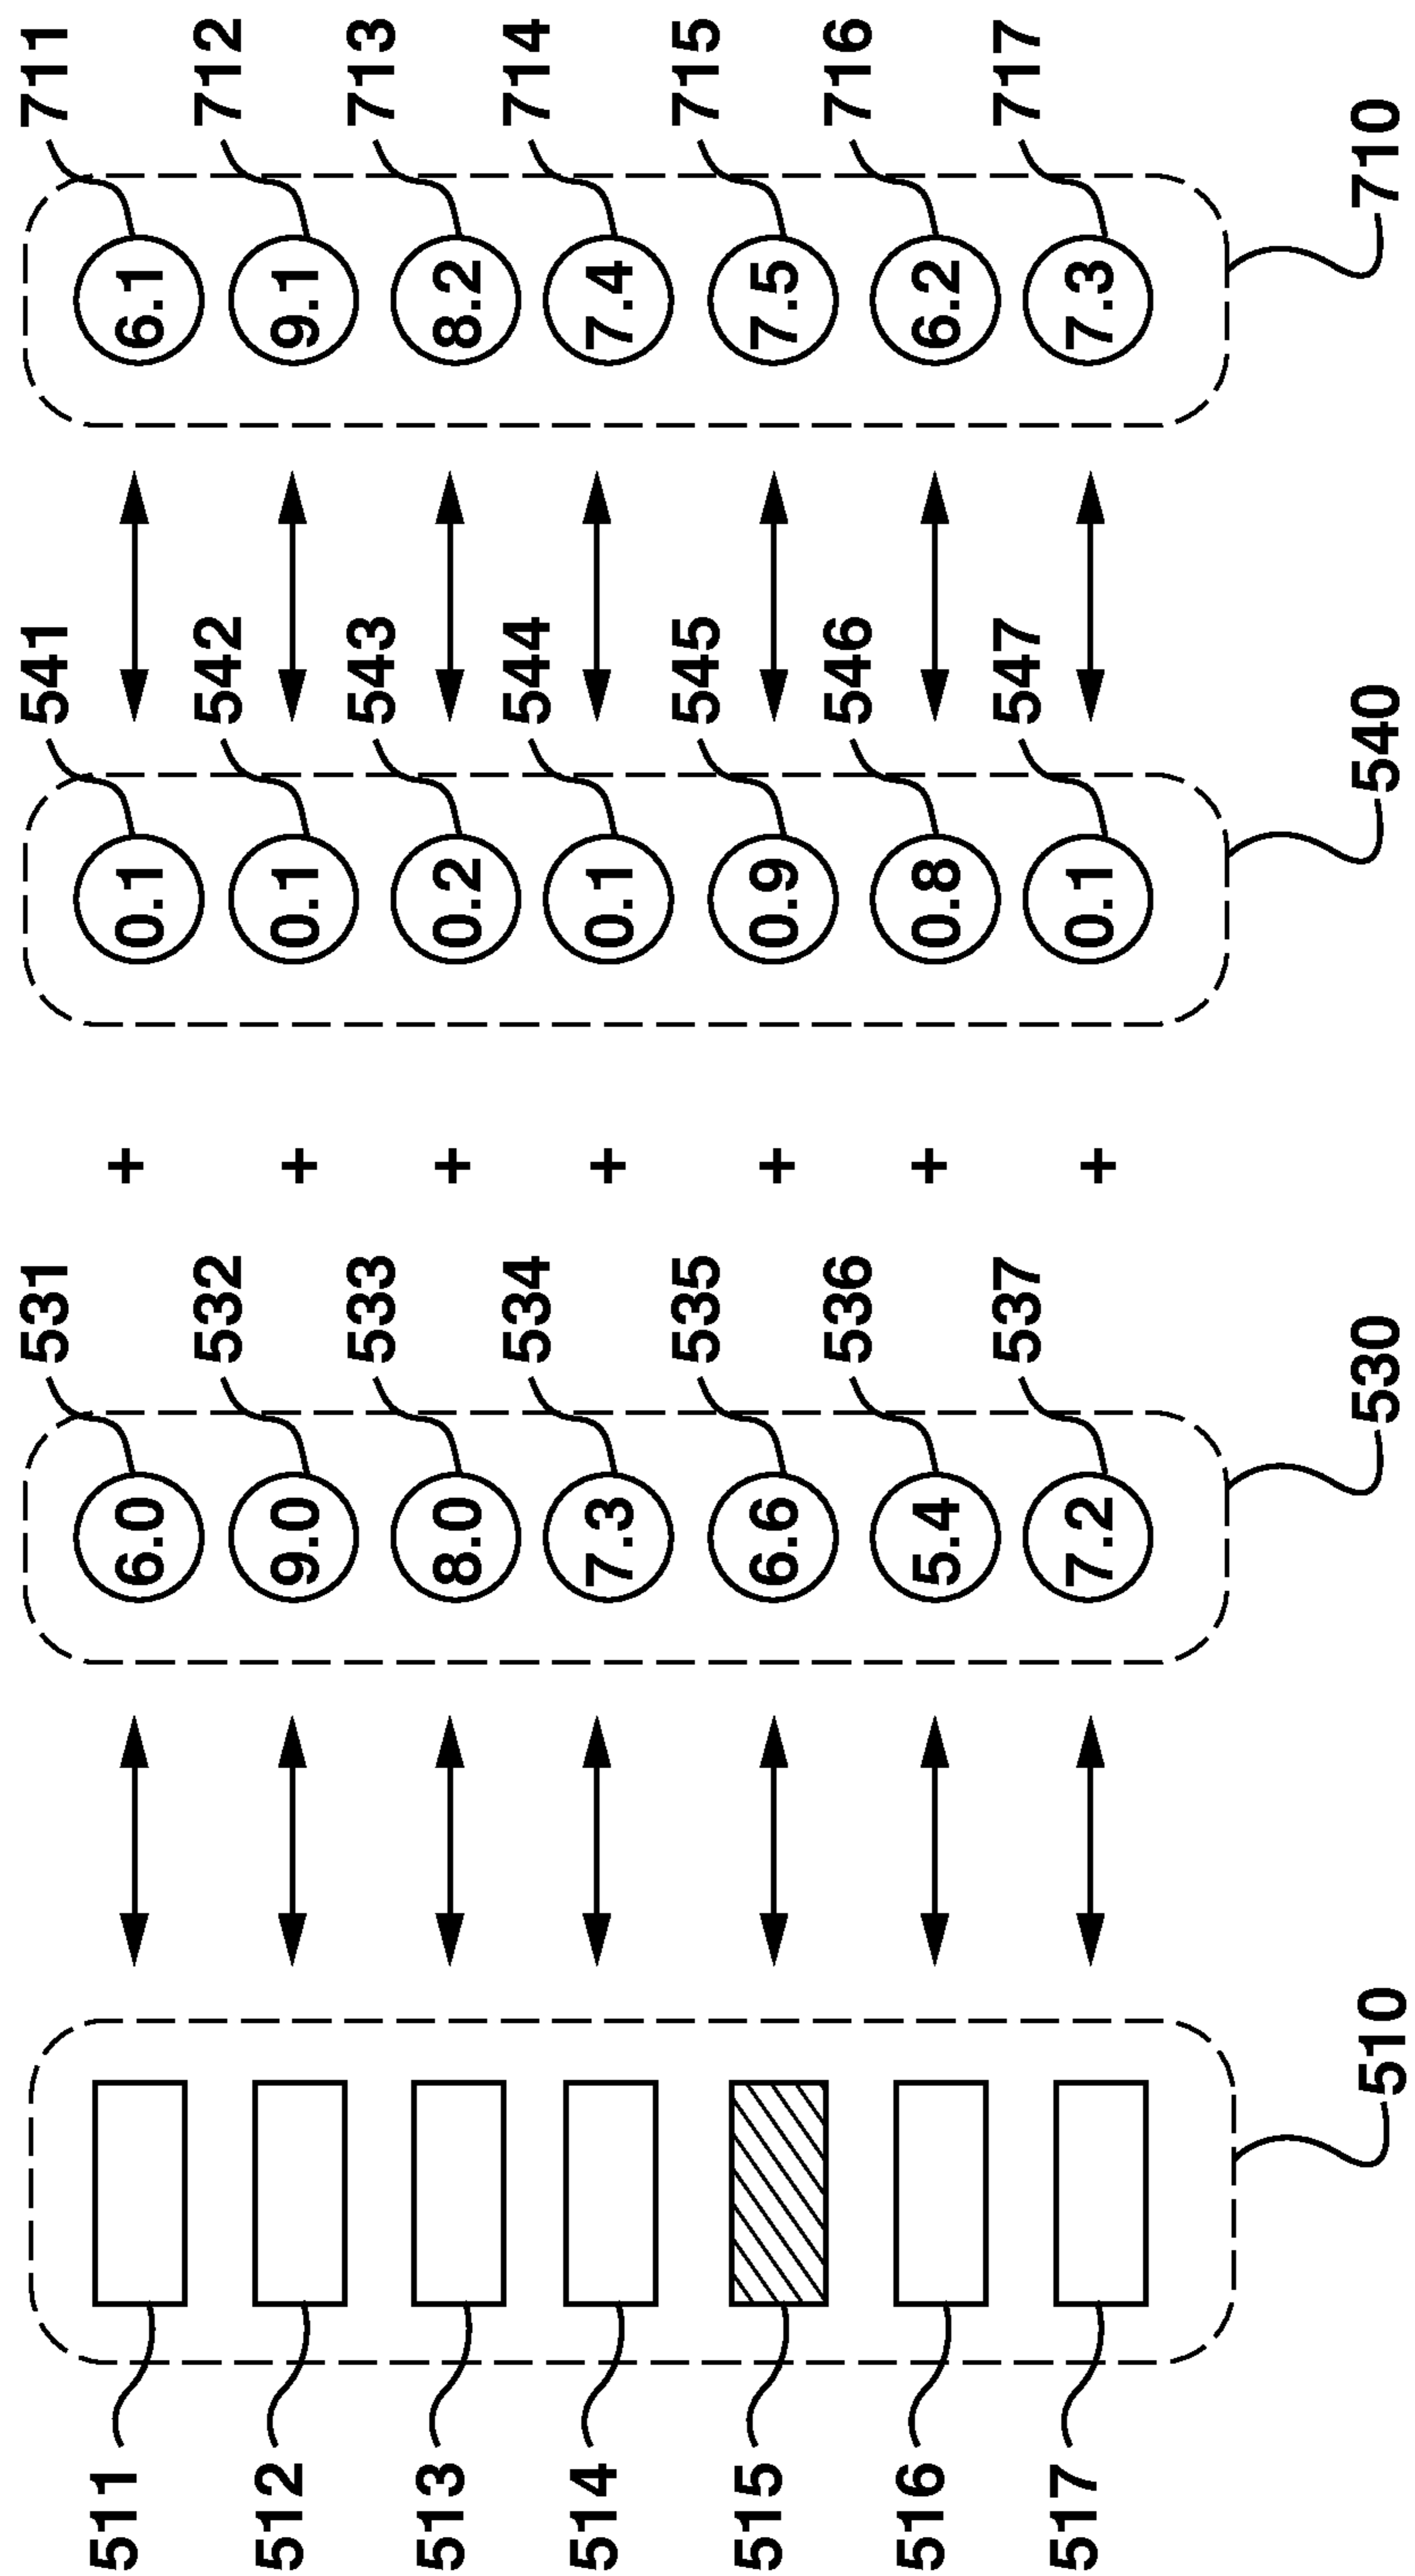 531 541 711
511 6.0 + 0.1 6.1
532 542 712
512 9.0 + 0.1 9.1
533 543 713
513 8.0 + 0.2 8.2
534 544 714
514 7.3 + 0.1 7.4
535 545 715
515 6.6 + 0.9 7.5
536 546 716
516 5.4 + 0.8 6.2
537 547 717
517 7.2 + 0.1 7.3
510 530 540 710